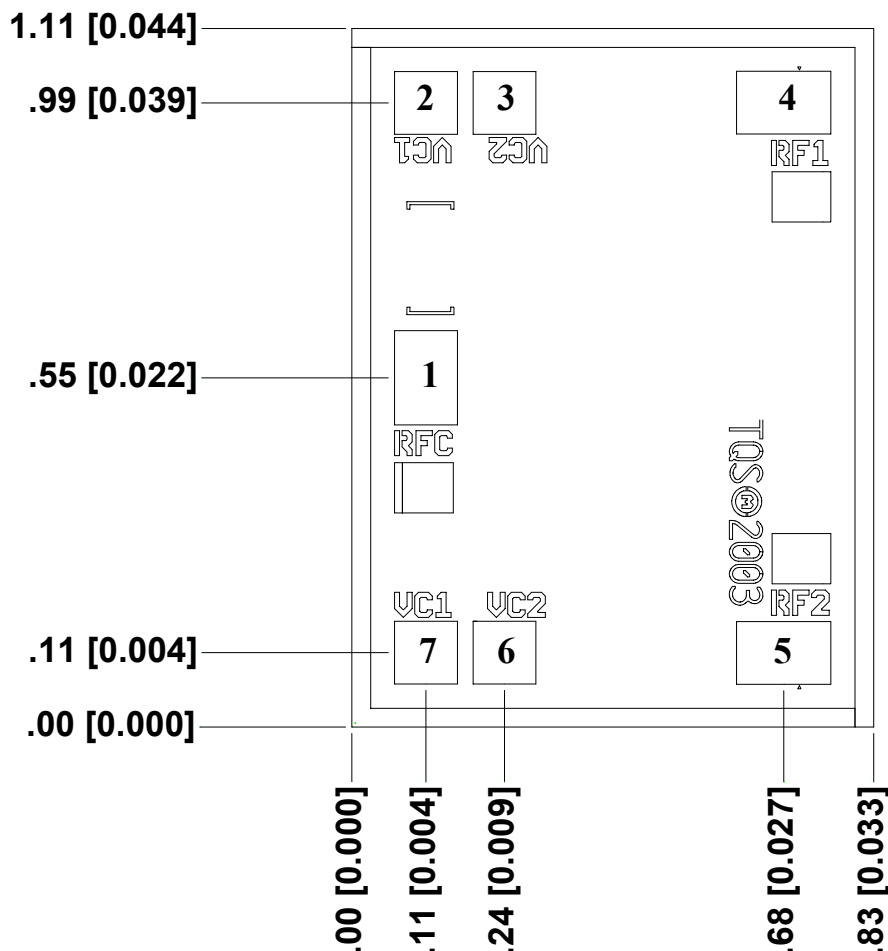 1.11 [0.044]
.99 [0.039]
2
3
4
VC1
VC2
RF1
.55 [0.022]
1
RFC
TQSⓜ2003
VC1
VC2
RF2
.11 [0.004]
7
6
5
.00 [0.000]
.00 [0.000]
.11 [0.004]
.24 [0.009]
.68 [0.027]
.83 [0.033]